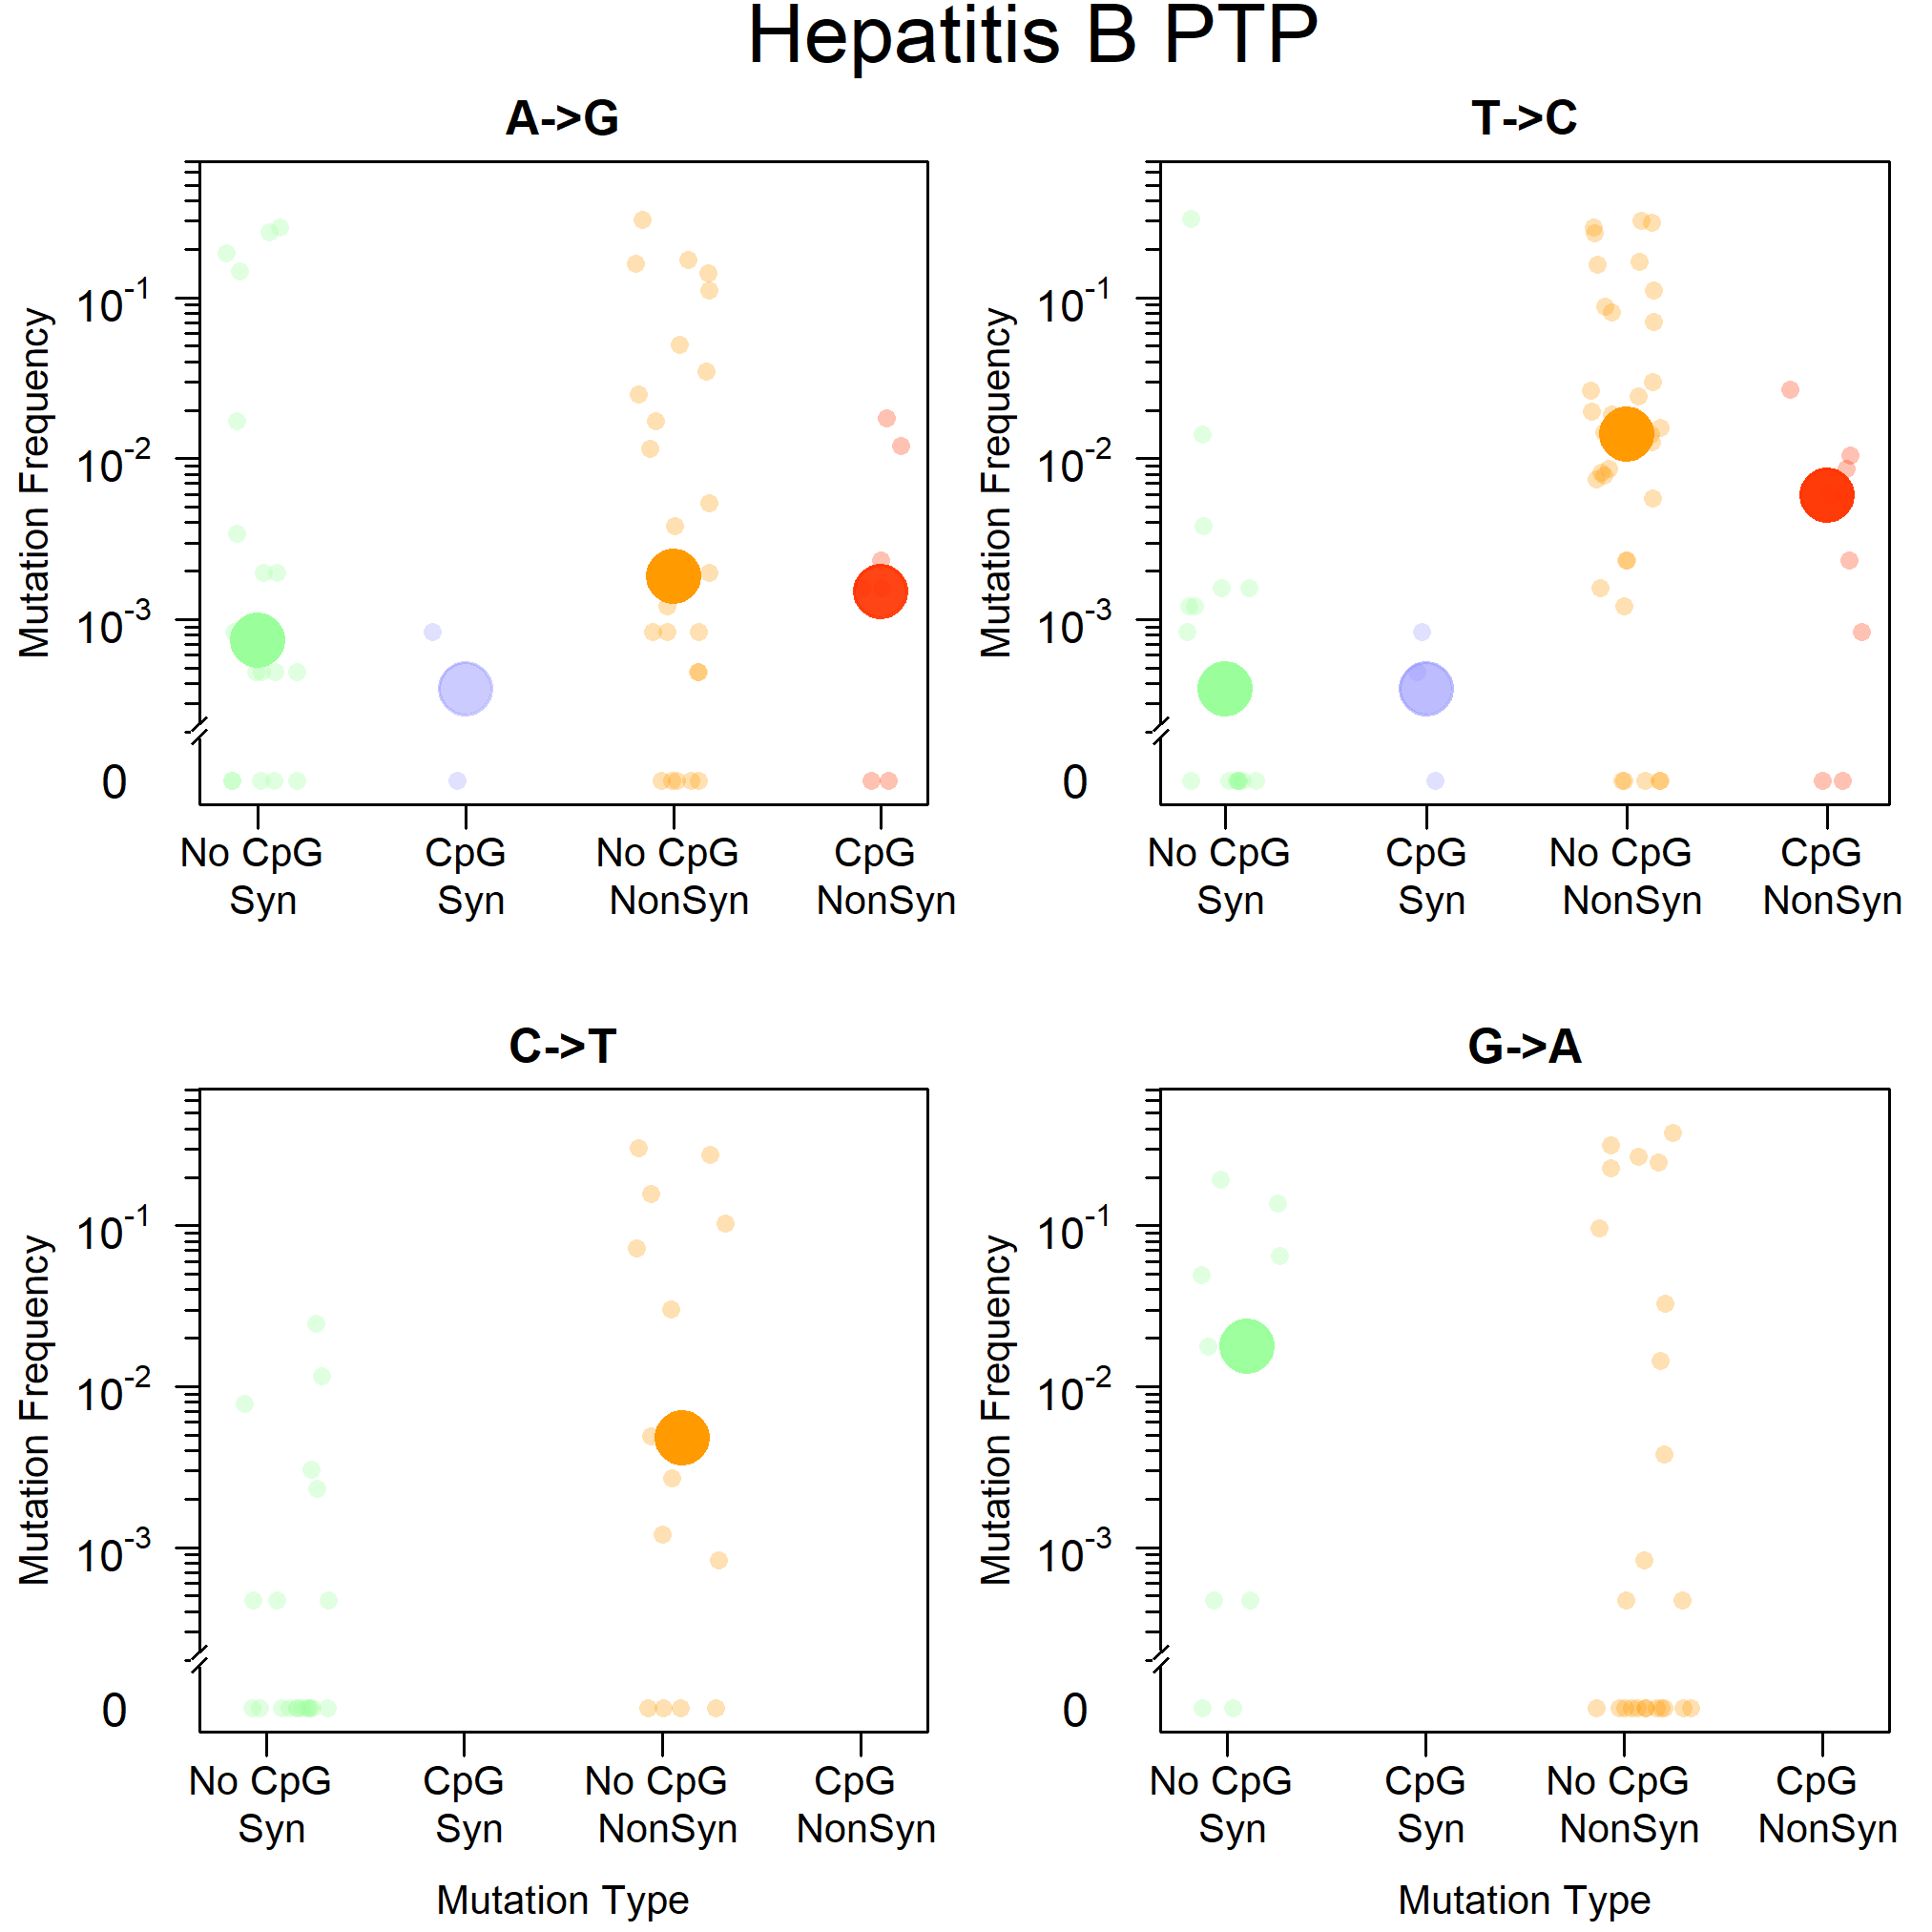 Hepatitis B PTP
A->G
Mutation Frequency
10-1
10-2
10-3
0
No CpG CpG No CpG CpG
Syn Syn NonSyn NonSyn
T->C
Mutation Frequency
10-1
10-2
10-3
0
No CpG CpG No CpG CpG
Syn Syn NonSyn NonSyn
C->T
Mutation Frequency
10-1
10-2
10-3
0
No CpG CpG No CpG CpG
Syn Syn NonSyn NonSyn
Mutation Type
G->A
Mutation Frequency
10-1
10-2
10-3
0
No CpG CpG No CpG CpG
Syn Syn NonSyn NonSyn
Mutation Type